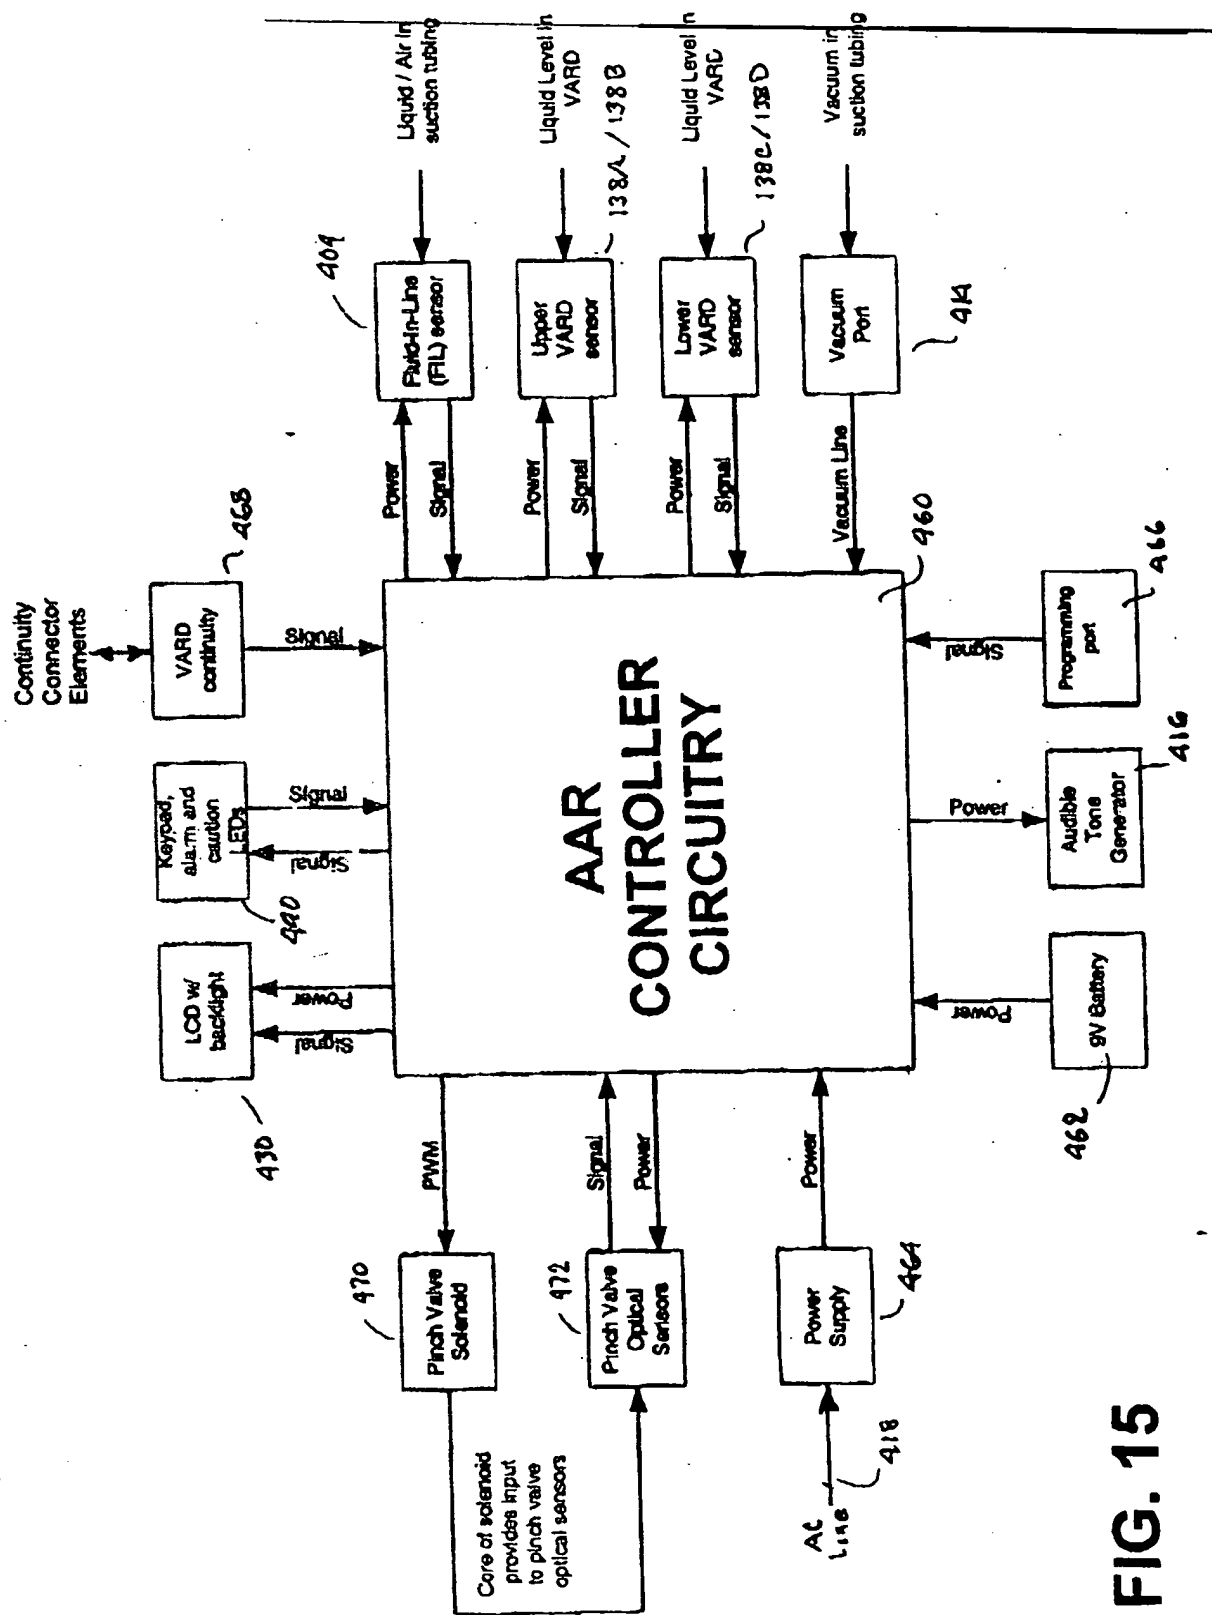 Continuity
Connector
Elements
VARD
continuity
468
Signal
Keypad,
alarm and
caution
LEDs
440
Signal
Signal
LCD w/
backlight
430
Power
Signal
Liquid / Air in
suction tubing
Fluid-In-Line
(FIL) sensor
404
Power
Signal
Liquid Level in
VARD
Upper
VARD
sensor
138A / 138B
Power
Signal
Liquid Level in
VARD
Lower
VARD
sensor
138C / 138D
Power
Signal
Vacuum in
suction tubing
Vacuum
Port
414
Vacuum Line
AAR
CONTROLLER
CIRCUITRY
460
PWM
Pinch Valve
Solenoid
470
Signal
Power
Pinch Valve
Optical
Sensors
472
Core of solenoid
provides input
to pinch valve
optical sensors
Power
Power
Supply
464
AC
Line
418
Power
9V Battery
462
Power
Audible
Tone
Generator
416
Signal
Programming
port
466
FIG. 15